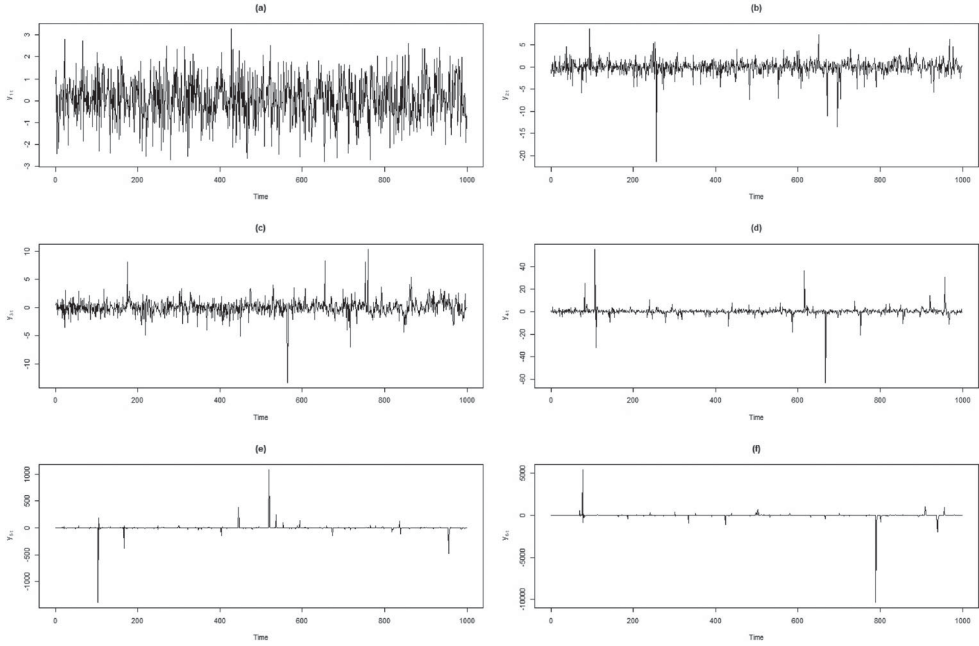 (a)
3
2
1
0
-1
-2
-3
y₁ₜ
0 200 400 600 800 1000
Time
(b)
5
0
-5
-10
-15
-20
y₂ₜ
0 200 400 600 800 1000
Time
(c)
10
5
0
-5
-10
y₃ₜ
0 200 400 600 800 1000
Time
(d)
40
20
0
-20
-40
-60
y₄ₜ
0 200 400 600 800 1000
Time
(e)
1000
500
0
-500
-1000
y₅ₜ
0 200 400 600 800 1000
Time
(f)
5000
0
-5000
-10000
y₆ₜ
0 200 400 600 800 1000
Time